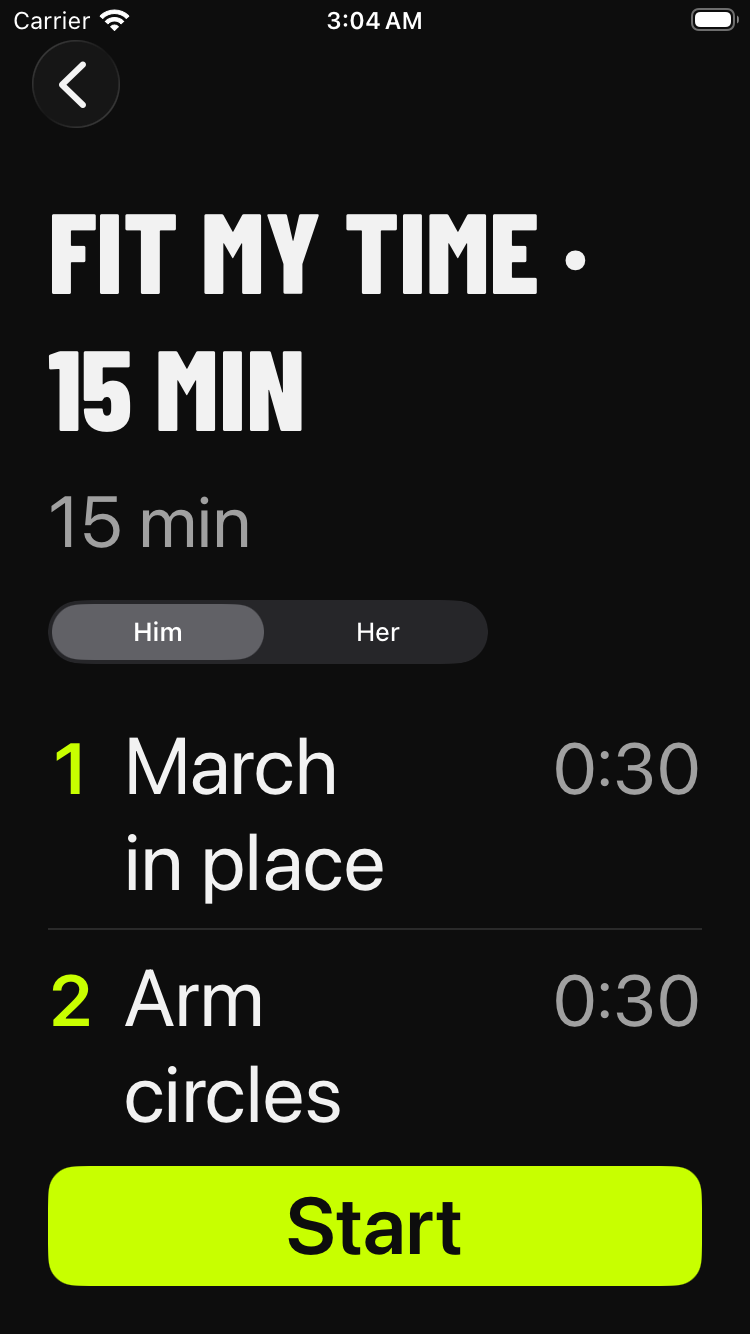 Carrier 3:04 AM
FIT MY TIME •
15 MIN
15 min
Him Her
1 March 0:30
in place
2 Arm 0:30
circles
Start